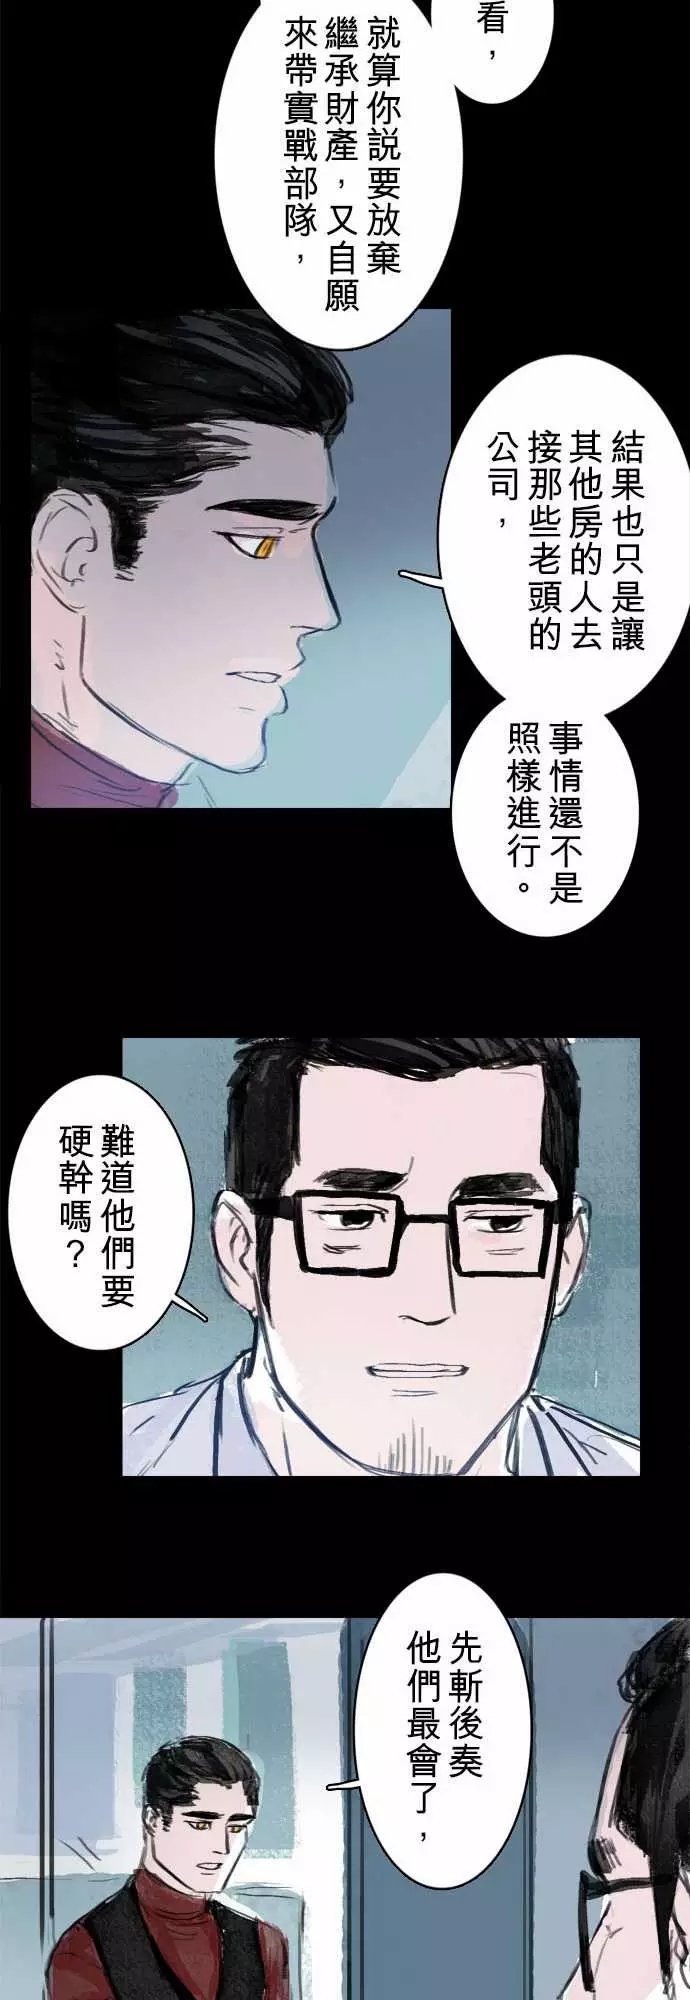 看，
就算你說要放棄
繼承財產，又自願
來帶實戰部隊，
結果也只是讓
其他房的人去
接那些老頭的
公司，
事情還不是
照樣進行。
難道他們要
硬幹嗎？
先斬後奏
他們最會了，